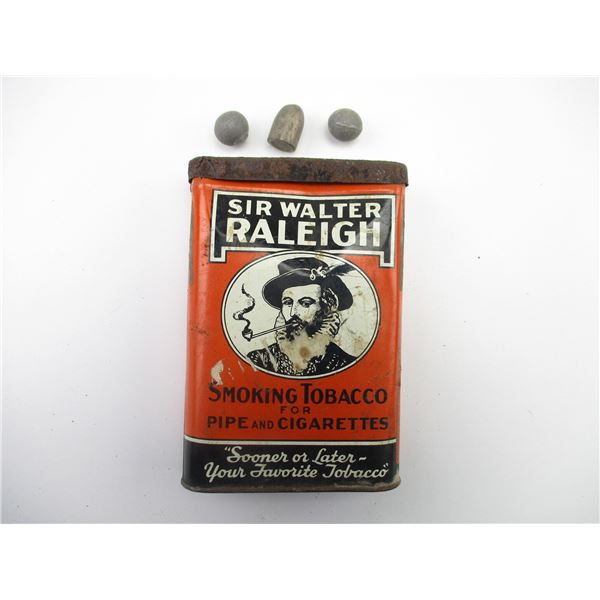 SIR WALTER
RALEIGH
SMOKING TOBACCO
FOR
PIPE AND CIGARETTES
"Sooner or Later~
Your Favorite Tobacco"